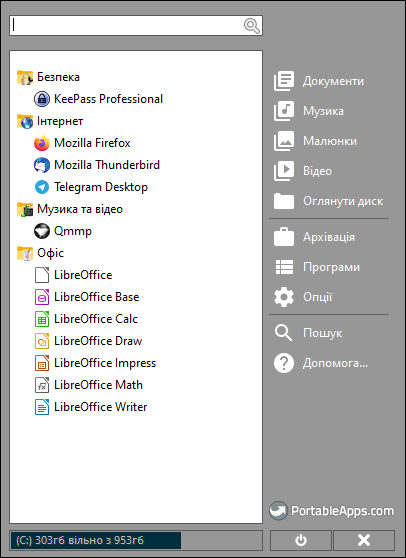 Безпека
KeePass Professional
Інтернет
Mozilla Firefox
Mozilla Thunderbird
Telegram Desktop
Музика та відео
Qmmp
Офіс
LibreOffice
LibreOffice Base
LibreOffice Calc
LibreOffice Draw
LibreOffice Impress
LibreOffice Math
LibreOffice Writer
(C:) 303гб вільно з 953гб
Документи
Музика
Малюнки
Відео
Оглянути диск
Архівація
Програми
Опції
Пошук
Допомога...
PortableApps.com